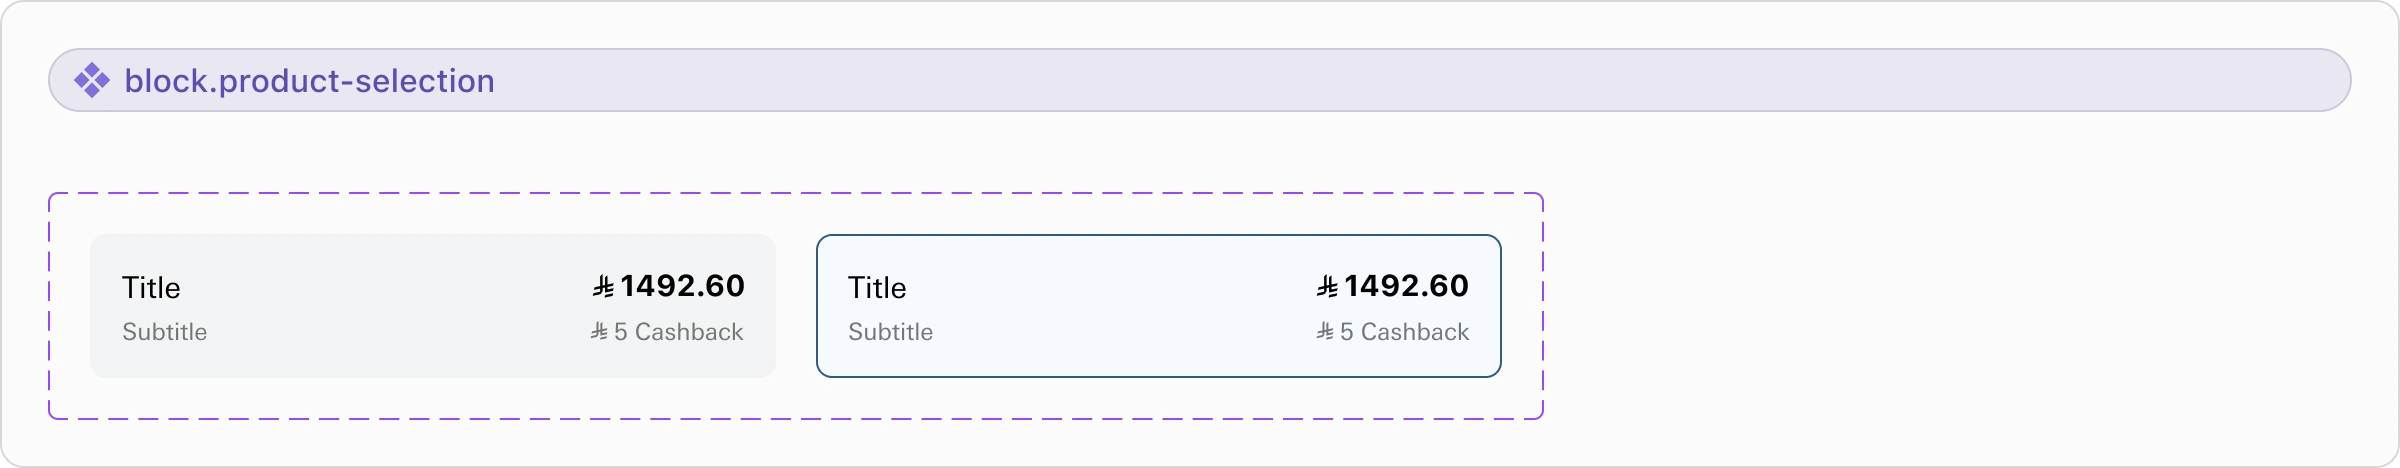 block.product-selection
Title
⃁ 1492.60
Subtitle
⃁ 5 Cashback
Title
⃁ 1492.60
Subtitle
⃁ 5 Cashback